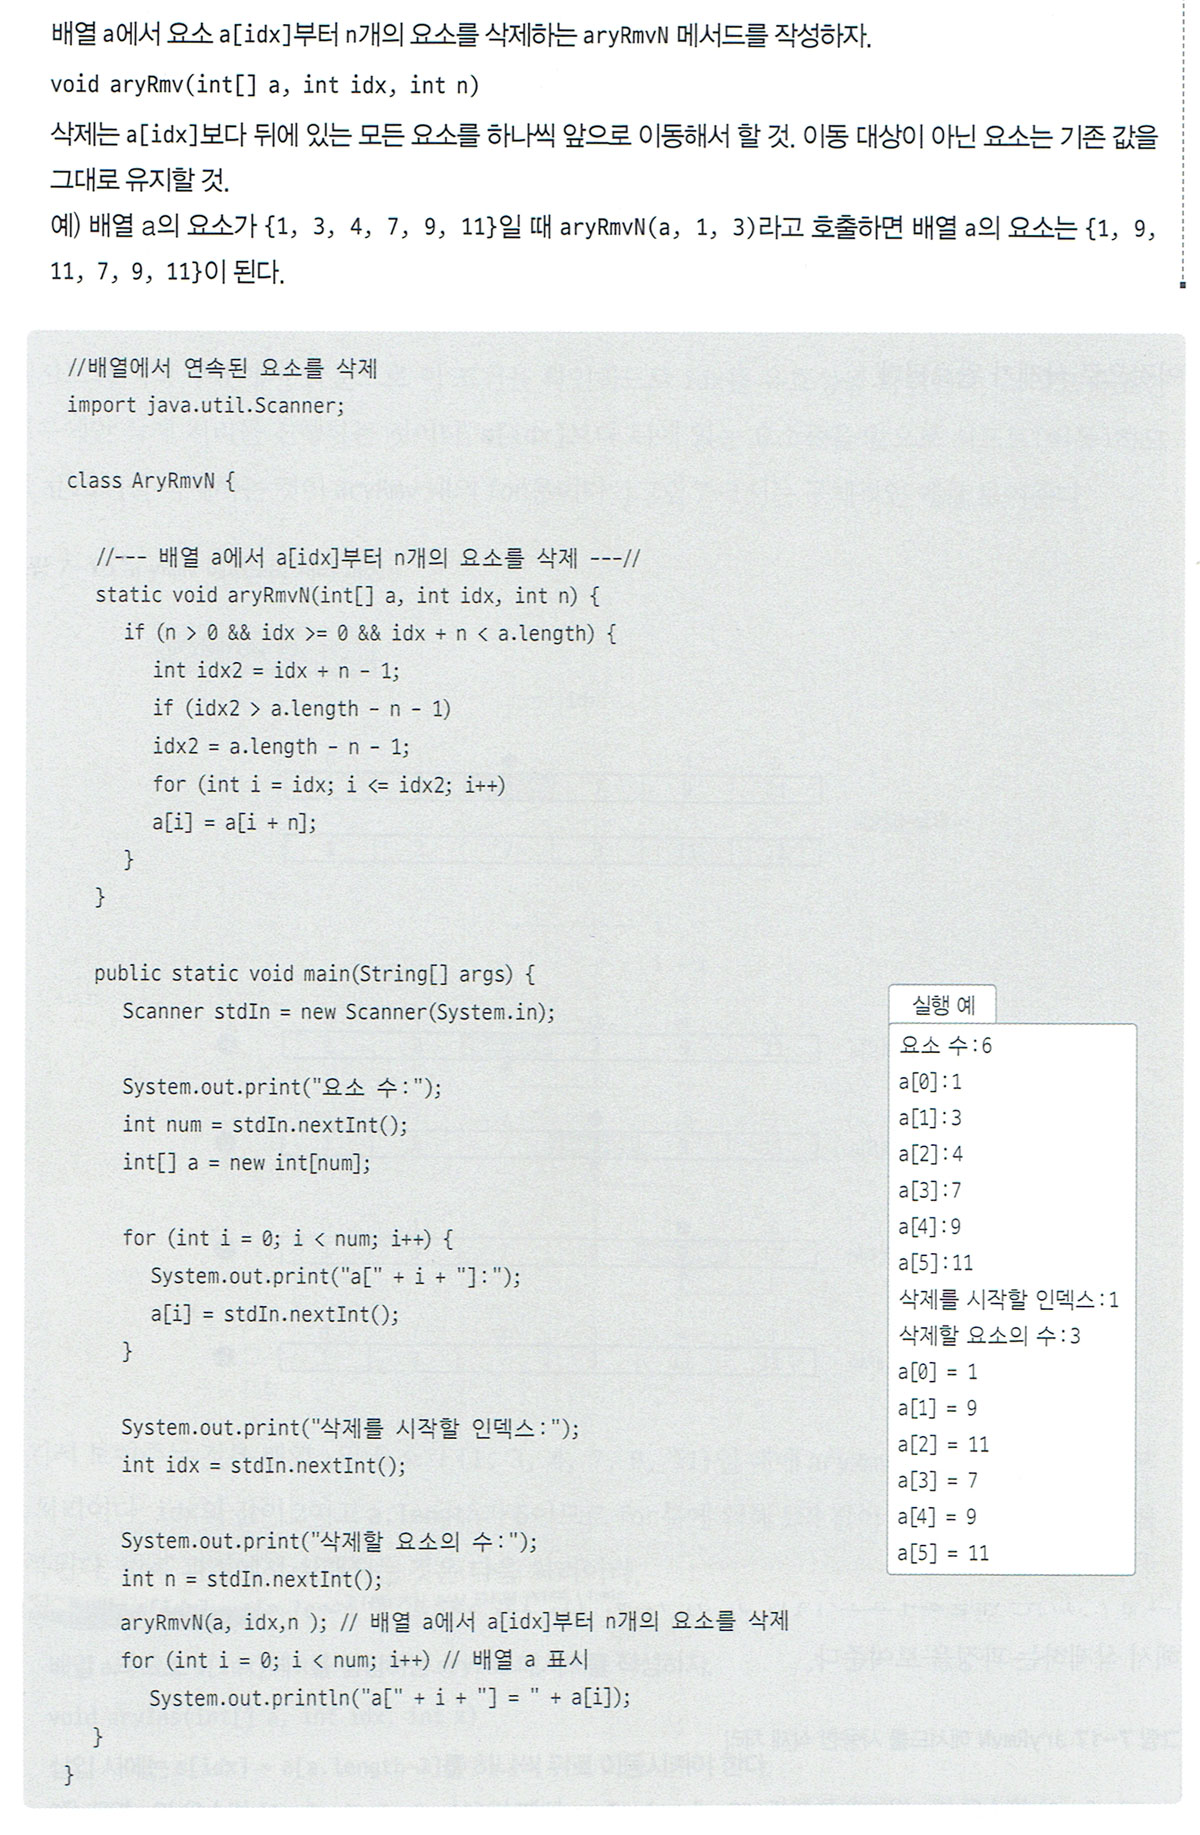 배열 a에서 요소 a[idx]부터 n개의 요소를 삭제하는 aryRmvN 메서드를 작성하자.
void aryRmv(int[] a, int idx, int n)
삭제는 a[idx]보다 뒤에 있는 모든 요소를 하나씩 앞으로 이동해서 할 것. 이동 대상이 아닌 요소는 기존 값을
그대로 유지할 것.
예) 배열 a의 요소가 {1, 3, 4, 7, 9, 11}일 때 aryRmvN(a, 1, 3)라고 호출하면 배열 a의 요소는 {1, 9,
11, 7, 9, 11}이 된다.
//배열에서 연속된 요소를 삭제
import java.util.Scanner;
class AryRmvN {
//--- 배열 a에서 a[idx]부터 n개의 요소를 삭제 ---//
static void aryRmvN(int[] a, int idx, int n) {
if (n > 0 && idx >= 0 && idx + n < a.length) {
int idx2 = idx + n - 1;
if (idx2 > a.length - n - 1)
idx2 = a.length - n - 1;
for (int i = idx; i <= idx2; i++)
a[i] = a[i + n];
}
}
public static void main(String[] args) {
Scanner stdIn = new Scanner(System.in);
System.out.print("요소 수:");
int num = stdIn.nextInt();
int[] a = new int[num];
for (int i = 0; i < num; i++) {
System.out.print("a[" + i + "]:");
a[i] = stdIn.nextInt();
}
System.out.print("삭제를 시작할 인덱스:");
int idx = stdIn.nextInt();
System.out.print("삭제할 요소의 수:");
int n = stdIn.nextInt();
aryRmvN(a, idx,n ); // 배열 a에서 a[idx]부터 n개의 요소를 삭제
for (int i = 0; i < num; i++) // 배열 a 표시
System.out.println("a[" + i + "] = " + a[i]);
}
}
실행 예
요소 수:6
a[0]:1
a[1]:3
a[2]:4
a[3]:7
a[4]:9
a[5]:11
삭제를 시작할 인덱스:1
삭제할 요소의 수:3
a[0] = 1
a[1] = 9
a[2] = 11
a[3] = 7
a[4] = 9
a[5] = 11